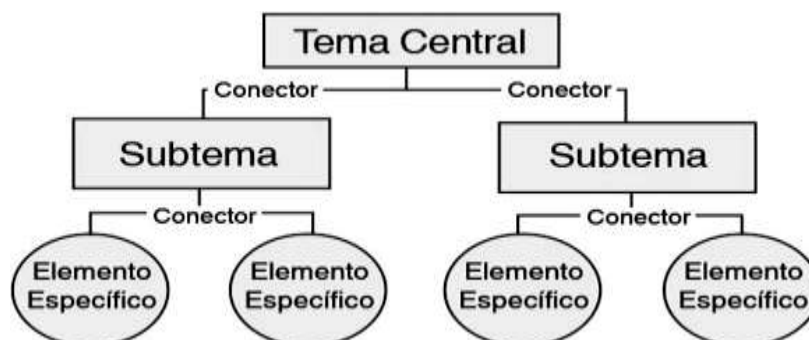 Tema Central
Conector Conector
Subtema Subtema
Conector Conector
Elemento Elemento Elemento Elemento
Específico Específico Específico Específico